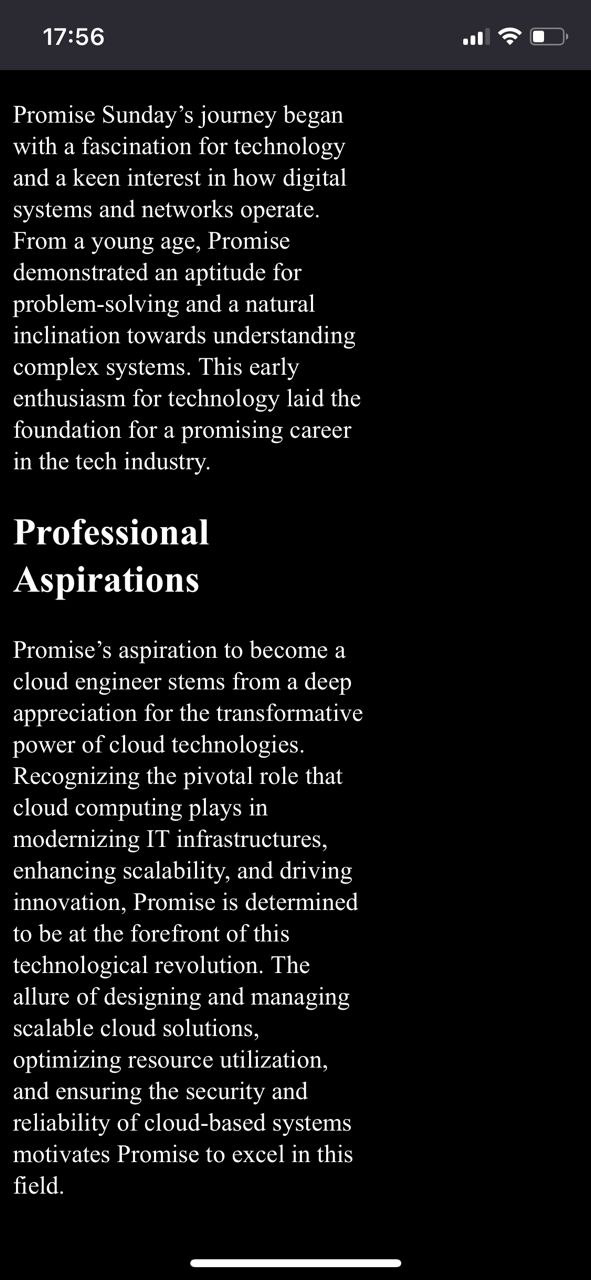 17:56
Promise Sunday’s journey began
with a fascination for technology
and a keen interest in how digital
systems and networks operate.
From a young age, Promise
demonstrated an aptitude for
problem-solving and a natural
inclination towards understanding
complex systems. This early
enthusiasm for technology laid the
foundation for a promising career
in the tech industry.
Professional
Aspirations
Promise’s aspiration to become a
cloud engineer stems from a deep
appreciation for the transformative
power of cloud technologies.
Recognizing the pivotal role that
cloud computing plays in
modernizing IT infrastructures,
enhancing scalability, and driving
innovation, Promise is determined
to be at the forefront of this
technological revolution. The
allure of designing and managing
scalable cloud solutions,
optimizing resource utilization,
and ensuring the security and
reliability of cloud-based systems
motivates Promise to excel in this
field.